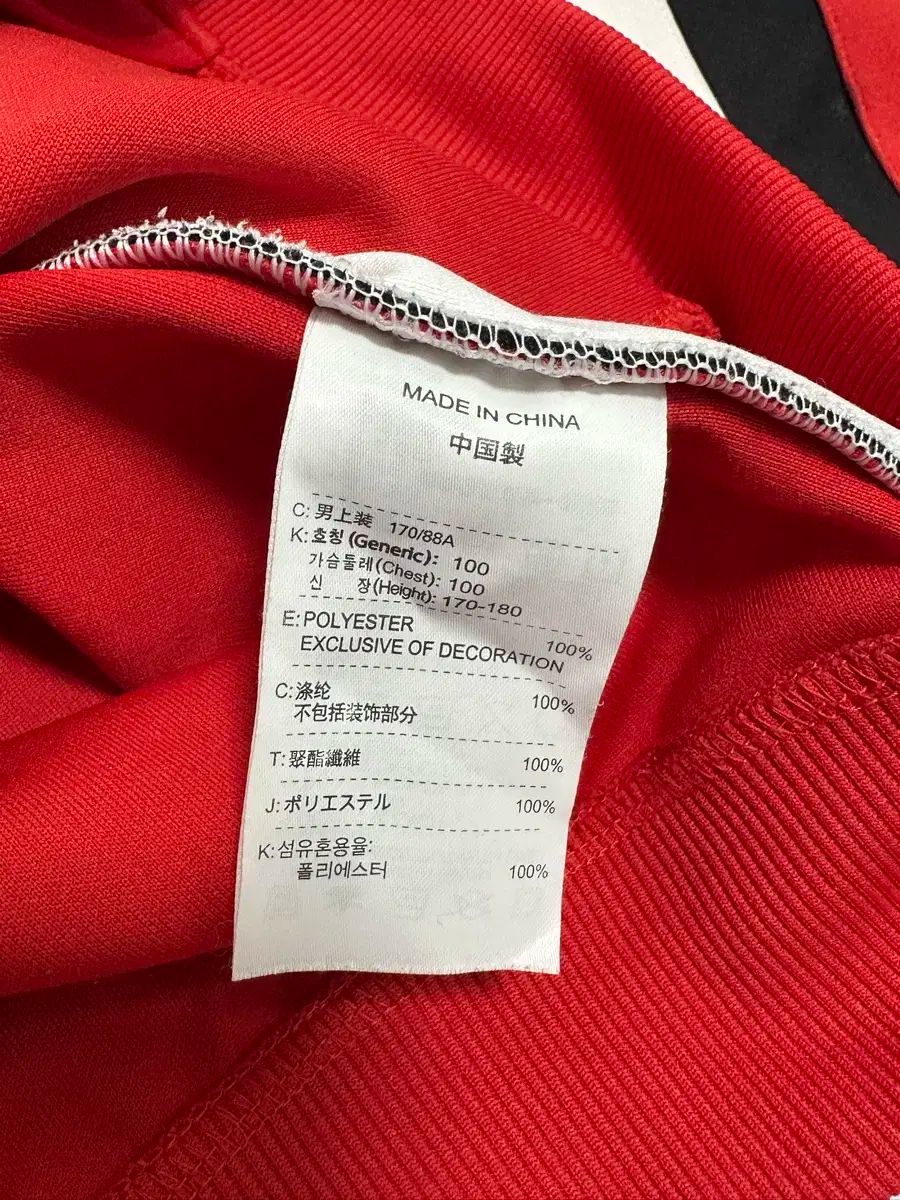 MADE IN CHINA
中国製
C: 男上装 170/88A
K: 호칭 (Generic): 100
가슴둘레(Chest): 100
신 장(Height): 170-180
E: POLYESTER 100%
EXCLUSIVE OF DECORATION
C: 涤纶 100%
不包括装饰部分
T: 聚酯纖維 100%
J: ポリエステル 100%
K: 섬유혼용율:
폴리에스터 100%